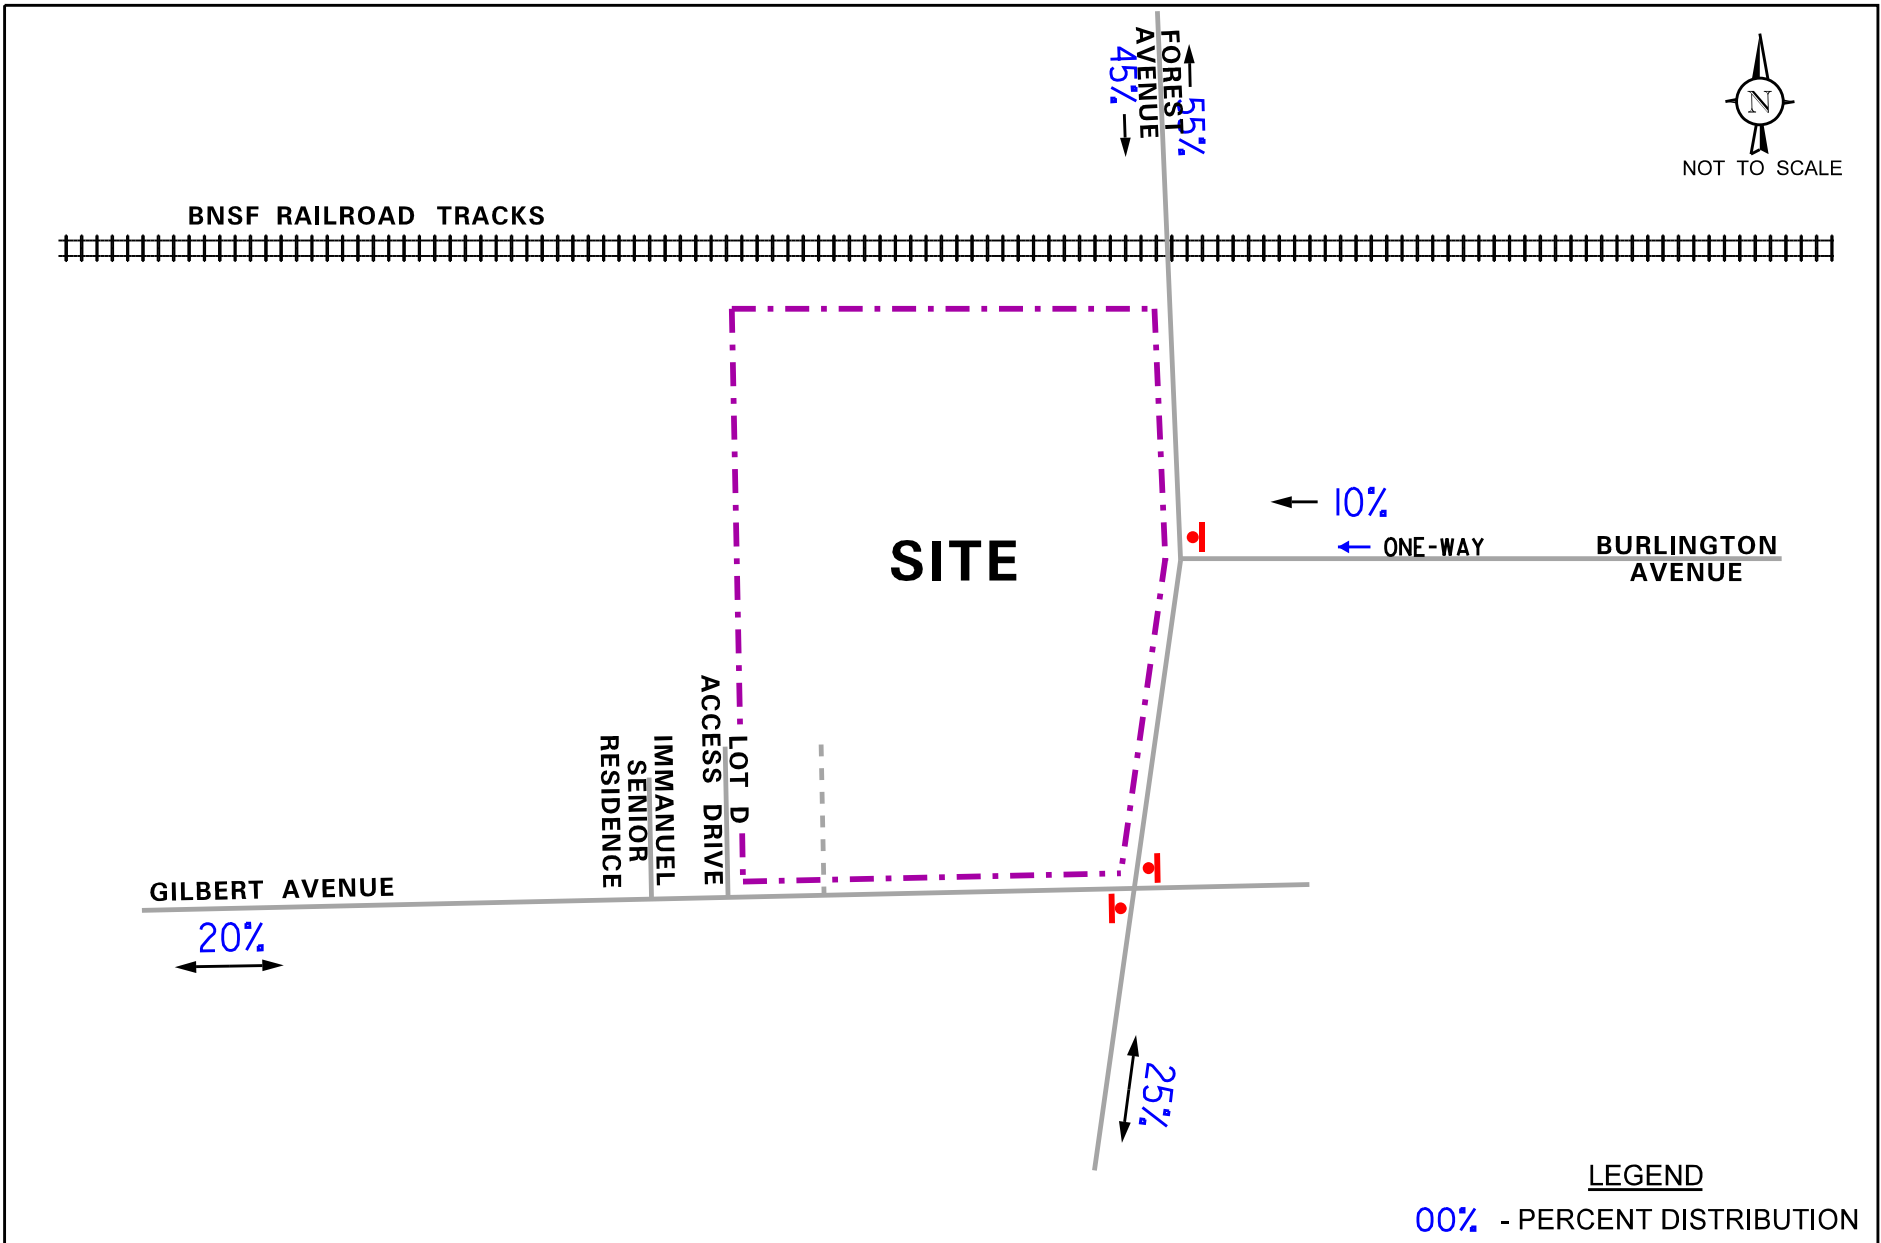 FOREST
AVENUE
45%
55%
N
NOT TO SCALE
BNSF RAILROAD TRACKS
10%
ONE-WAY
BURLINGTON
AVENUE
SITE
LOT D
ACCESS DRIVE
IMMANUEL
SENIOR
RESIDENCE
GILBERT AVENUE
20%
25%
LEGEND
00% - PERCENT DISTRIBUTION